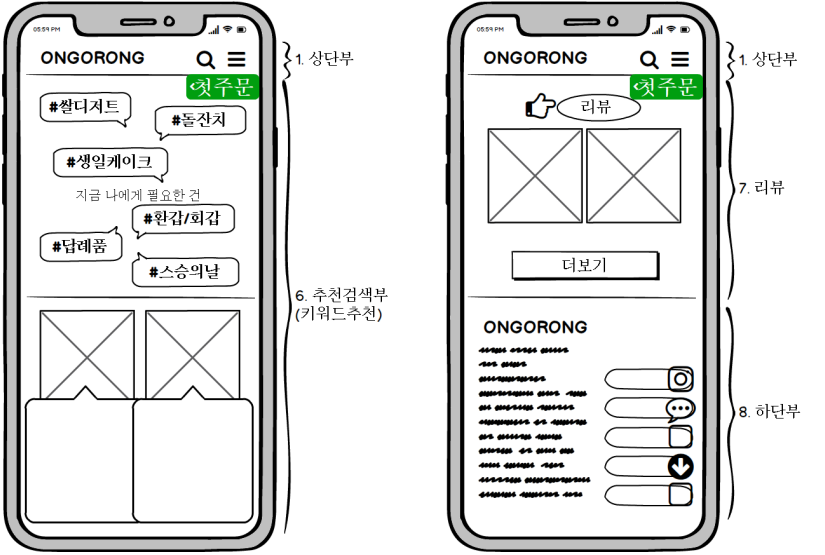 05:59 PM
ONGORONG
첫주문
#쌀디저트
#돌잔치
#생일케이크
지금 나에게 필요한 건
#환갑/회갑
#답례품
#스승의날
1. 상단부
6. 추천검색부
(키워드추천)
05:59 PM
ONGORONG
첫주문
리뷰
더보기
ONGORONG
1. 상단부
7. 리뷰
8. 하단부